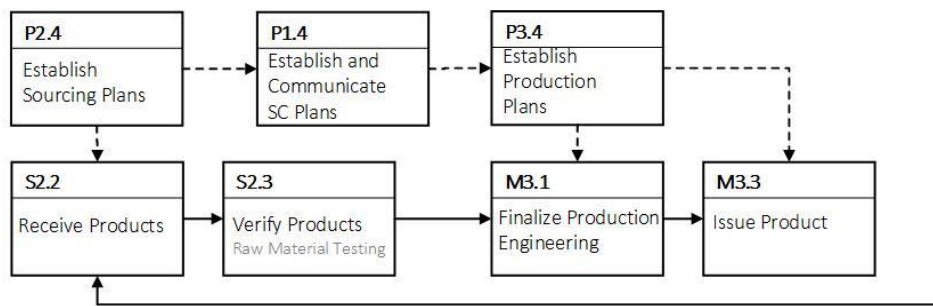 P2.4
Establish
Sourcing Plans
P1.4
Establish and
Communicate
SC Plans
P3.4
Establish
Production
Plans
S2.2
Receive Products
S2.3
Verify Products
Raw Material Testing
M3.1
Finalize Production
Engineering
M3.3
Issue Product